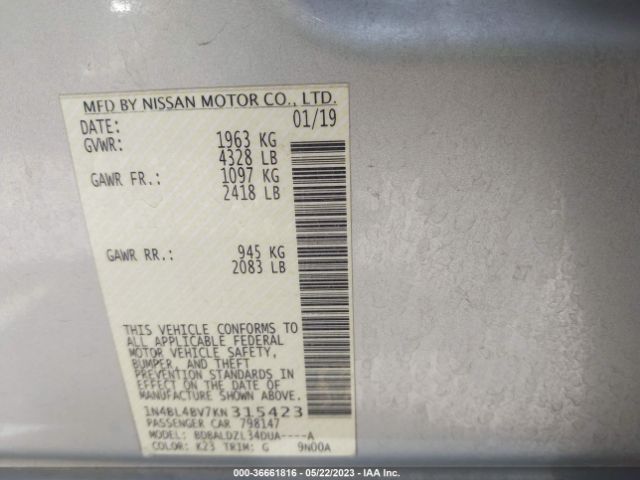 MFD BY NISSAN MOTOR CO., LTD.
DATE: 01/19
GVWR: 1963 KG
4328 LB
GAWR FR.: 1097 KG
2418 LB
GAWR RR.: 945 KG
2083 LB
THIS VEHICLE CONFORMS TO
ALL APPLICABLE FEDERAL
MOTOR VEHICLE SAFETY,
BUMPER, AND THEFT
PREVENTION STANDARDS IN
EFFECT ON THE DATE OF
MANUFACTURE SHOWN ABOVE.
1N4BL4BV7KN315423
PASSENGER CAR 798147
MODEL: BDBALDZL34DUA----A
COLOR: K23 TRIM: G 9N00A
000-36661816 - 05/22/2023 - IAAI.com